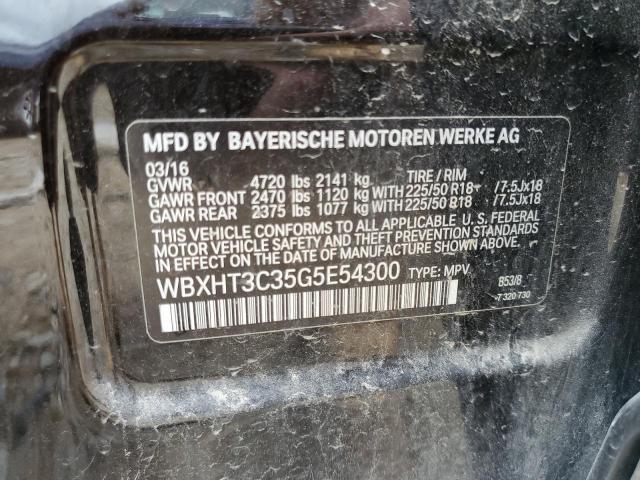 MFD BY BAYERISCHE MOTOREN WERKE AG
03/16
GVWR 4720 lbs 2141 kg TIRE / RIM
GAWR FRONT 2470 lbs 1120 kg WITH 225/50 R18 /7.5Jx18
GAWR REAR 2375 lbs 1077 kg WITH 225/50 R18 /7.5Jx18
THIS VEHICLE CONFORMS TO ALL APPLICABLE U.S. FEDERAL
MOTOR VEHICLE SAFETY AND THEFT PREVENTION STANDARDS
IN EFFECT ON THE DATE OF MANUFACTURE SHOWN ABOVE.
WBXHT3C35G5E54300 TYPE: MPV B53/8
7 320 730